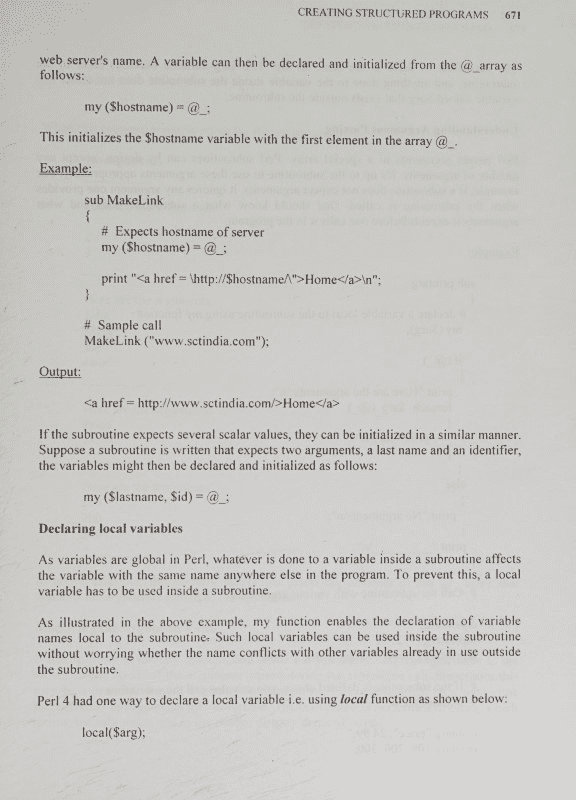 CREATING STRUCTURED PROGRAMS 671
web server's name. A variable can then be declared and initialized from the @_array as
follows:
my ($hostname) = @_;
This initializes the $hostname variable with the first element in the array @_.
Example:
sub MakeLink
{
# Expects hostname of server
my ($hostname) = @_;
print "<a href = \http://$hostname/\">Home</a>\n";
}
# Sample call
MakeLink ("www.sctindia.com");
Output:
<a href = http://www.sctindia.com/>Home</a>
If the subroutine expects several scalar values, they can be initialized in a similar manner.
Suppose a subroutine is written that expects two arguments, a last name and an identifier,
the variables might then be declared and initialized as follows:
my ($lastname, $id) = @_;
Declaring local variables
As variables are global in Perl, whatever is done to a variable inside a subroutine affects
the variable with the same name anywhere else in the program. To prevent this, a local
variable has to be used inside a subroutine.
As illustrated in the above example, my function enables the declaration of variable
names local to the subroutine. Such local variables can be used inside the subroutine
without worrying whether the name conflicts with other variables already in use outside
the subroutine.
Perl 4 had one way to declare a local variable i.e. using local function as shown below:
local($arg);